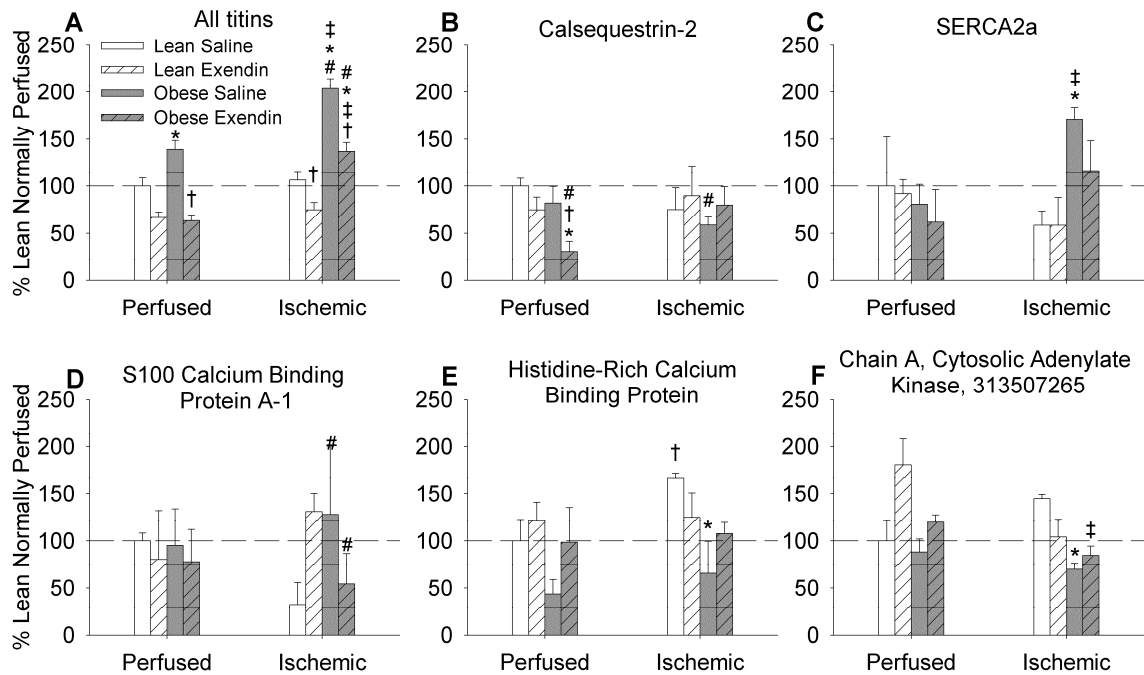 A
All titins
Lean Saline
Lean Exendin
Obese Saline
Obese Exendin
% Lean Normally Perfused
250
200
150
100
50
0
*
†
†
‡
*
#
#
*
‡
†
Perfused
Ischemic
B
Calsequestrin-2
250
200
150
100
50
0
#
†
*
#
Perfused
Ischemic
C
SERCA2a
250
200
150
100
50
0
‡
*
Perfused
Ischemic
D
S100 Calcium Binding
Protein A-1
% Lean Normally Perfused
250
200
150
100
50
0
#
#
Perfused
Ischemic
E
Histidine-Rich Calcium
Binding Protein
250
200
150
100
50
0
†
*
Perfused
Ischemic
F
Chain A, Cytosolic Adenylate
Kinase, 313507265
250
200
150
100
50
0
*
‡
Perfused
Ischemic